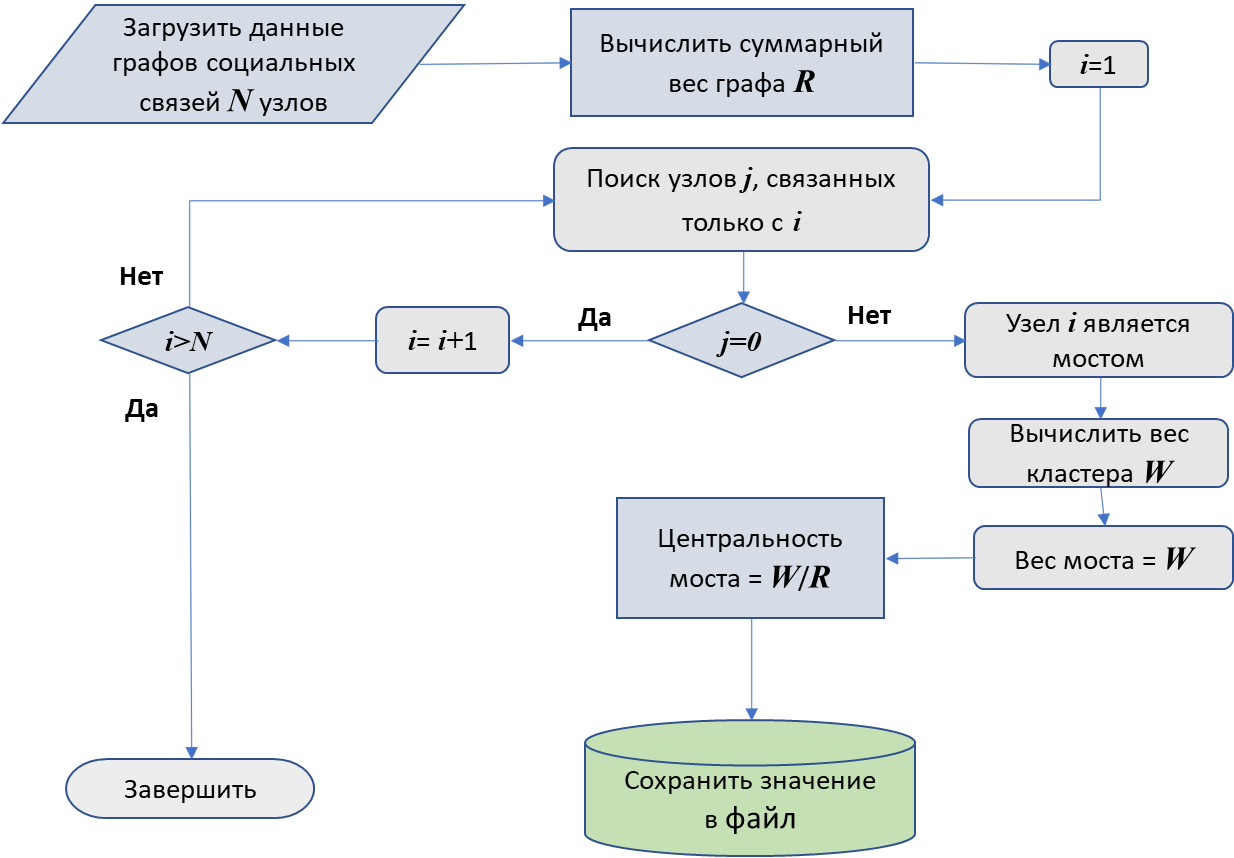 Загрузить данные
графов социальных
связей N узлов
Вычислить суммарный
вес графа R
i=1
Поиск узлов j, связанных
только с i
Нет
i>N
Да
i= i+1
Да
j=0
Нет
Узел i является
мостом
Вычислить вес
кластера W
Вес моста = W
Центральность
моста = W/R
Сохранить значение
в файл
Завершить